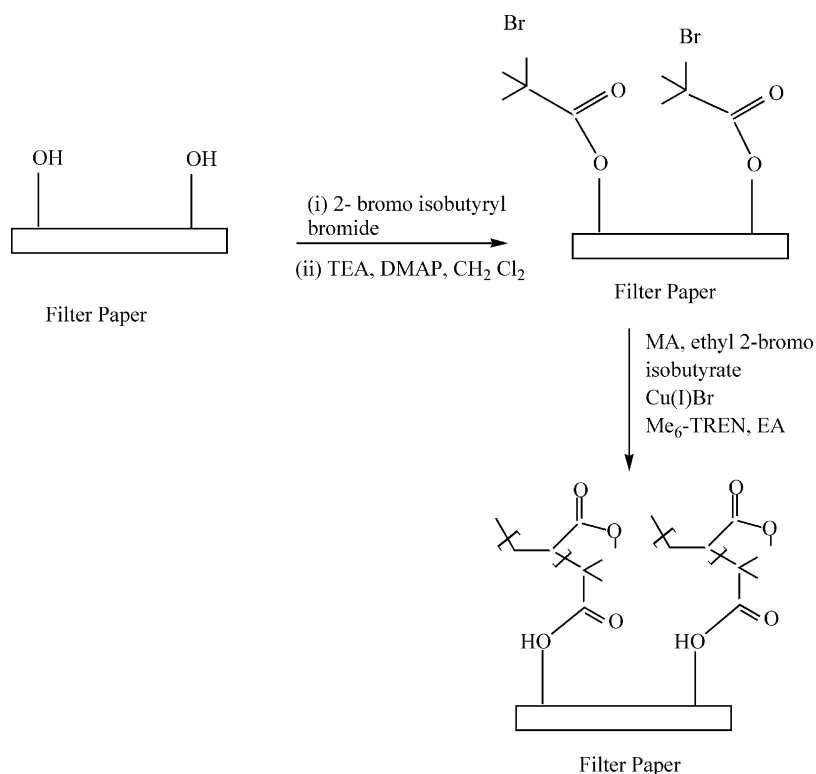 Br
Br
O
O
OH
OH
O
O
(i) 2- bromo isobutyryl
bromide
(ii) TEA, DMAP, CH2 Cl2
Filter Paper
Filter Paper
MA, ethyl 2-bromo
isobutyrate
Cu(I)Br
Me6-TREN, EA
O
O
O
O
O
O
HO
HO
Filter Paper